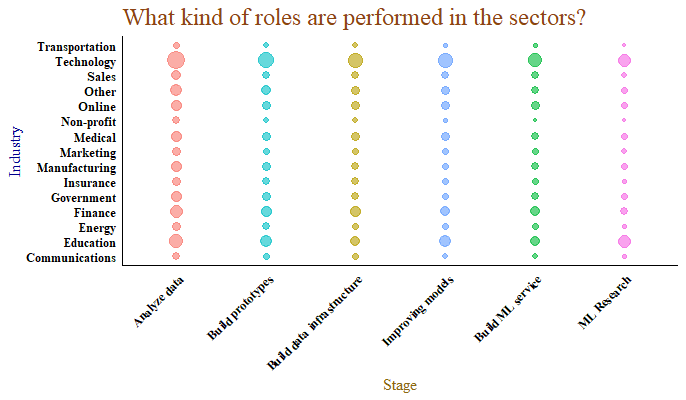 What kind of roles are performed in the sectors?
Industry
Transportation
Technology
Sales
Other
Online
Non-profit
Medical
Marketing
Manufacturing
Insurance
Government
Finance
Energy
Education
Communications
Analyze data
Build prototypes
Build data infrastructure
Improving models
Build ML service
ML Research
Stage